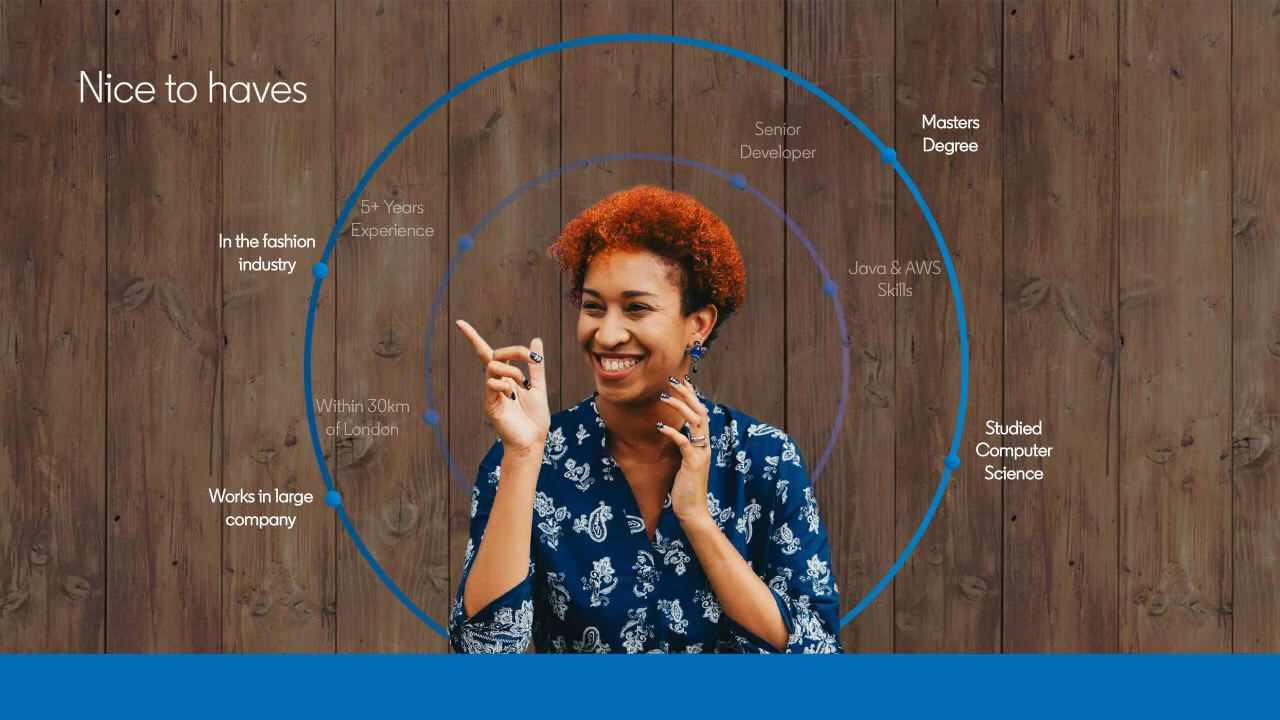 Nice to haves
Senior
Developer
Masters
Degree
5+ Years
Experience
In the fashion
industry
Java & AWS
Skills
Within 30km
of London
Studied
Computer
Science
Works in large
company